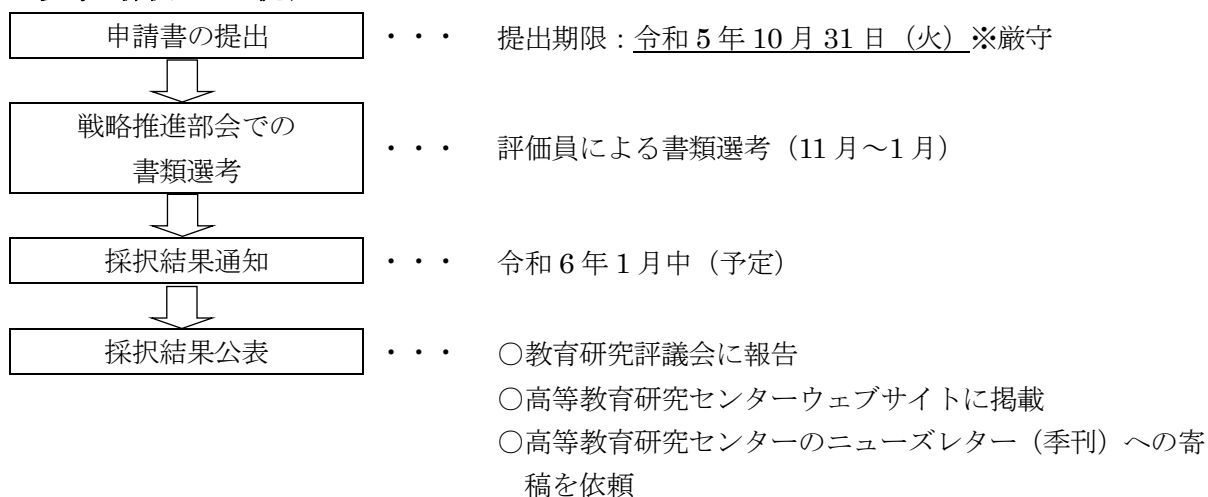 申請書の提出 ・・・ 提出期限：令和5年10月31日（火）※厳守
戦略推進部会での
書類選考
・・・ 評価員による書類選考（11月～1月）
採択結果通知 ・・・ 令和6年1月中（予定）
採択結果公表 ・・・ ○教育研究評議会に報告
○高等教育研究センターウェブサイトに掲載
○高等教育研究センターのニューズレター（季刊）への寄
稿を依頼